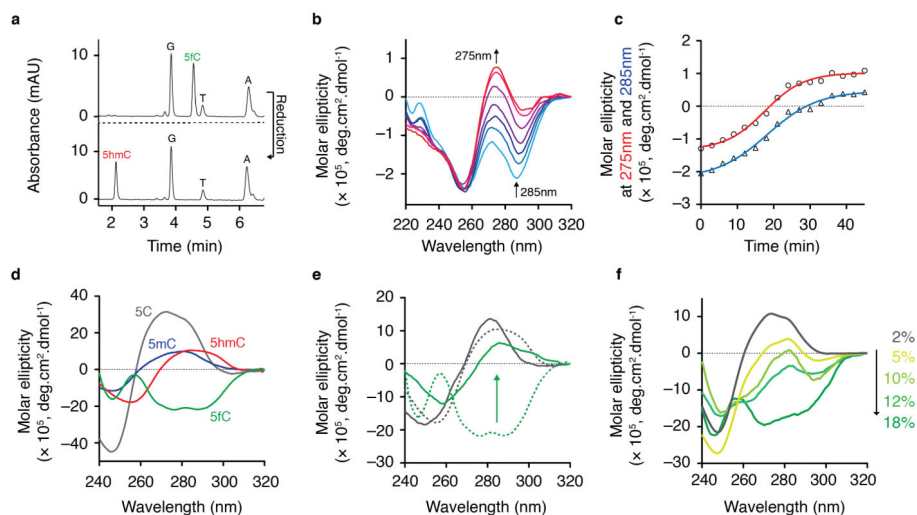 a
Absorbance (mAU)
10
0
10
0
G
5fC
T
A
Reduction
5hmC
G
T
A
2 3 4 5 6
Time (min)
b
Molar ellipticity
(× 10⁵, deg.cm².dmol⁻¹)
1
0
−1
−2
275nm
285nm
220 240 260 280 300 320
Wavelength (nm)
c
Molar ellipticity
at 275nm and 285nm
(× 10⁵, deg.cm².dmol⁻¹)
2
1
0
−1
−2
−3
0 10 20 30 40
Time (min)
d
Molar ellipticity
(× 10⁵, deg.cm².dmol⁻¹)
40
20
0
−20
−40
5C
5mC
5hmC
5fC
240 260 280 300 320
Wavelength (nm)
e
Molar ellipticity
(× 10⁵, deg.cm².dmol⁻¹)
20
10
0
−10
−20
−30
240 260 280 300 320
Wavelength (nm)
f
Molar ellipticity
(× 10⁵, deg.cm².dmol⁻¹)
20
10
0
−10
−20
−30
2%
5%
10%
12%
18%
240 260 280 300 320
Wavelength (nm)